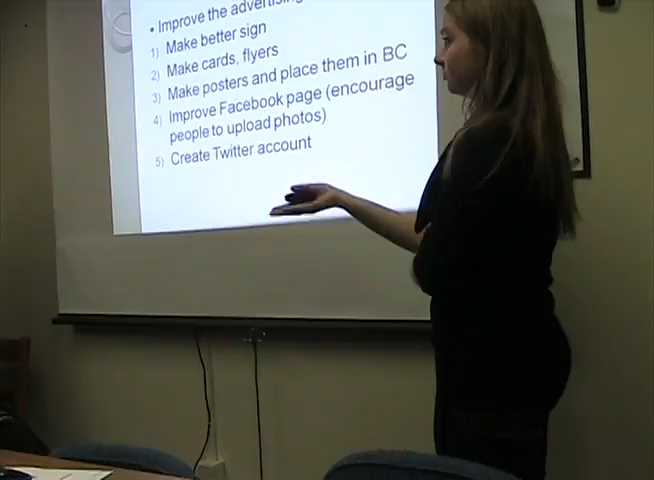 • Improve the advertising
1) Make better sign
2) Make cards, flyers
3) Make posters and place them in BC
4) Improve Facebook page (encourage
people to upload photos)
5) Create Twitter account